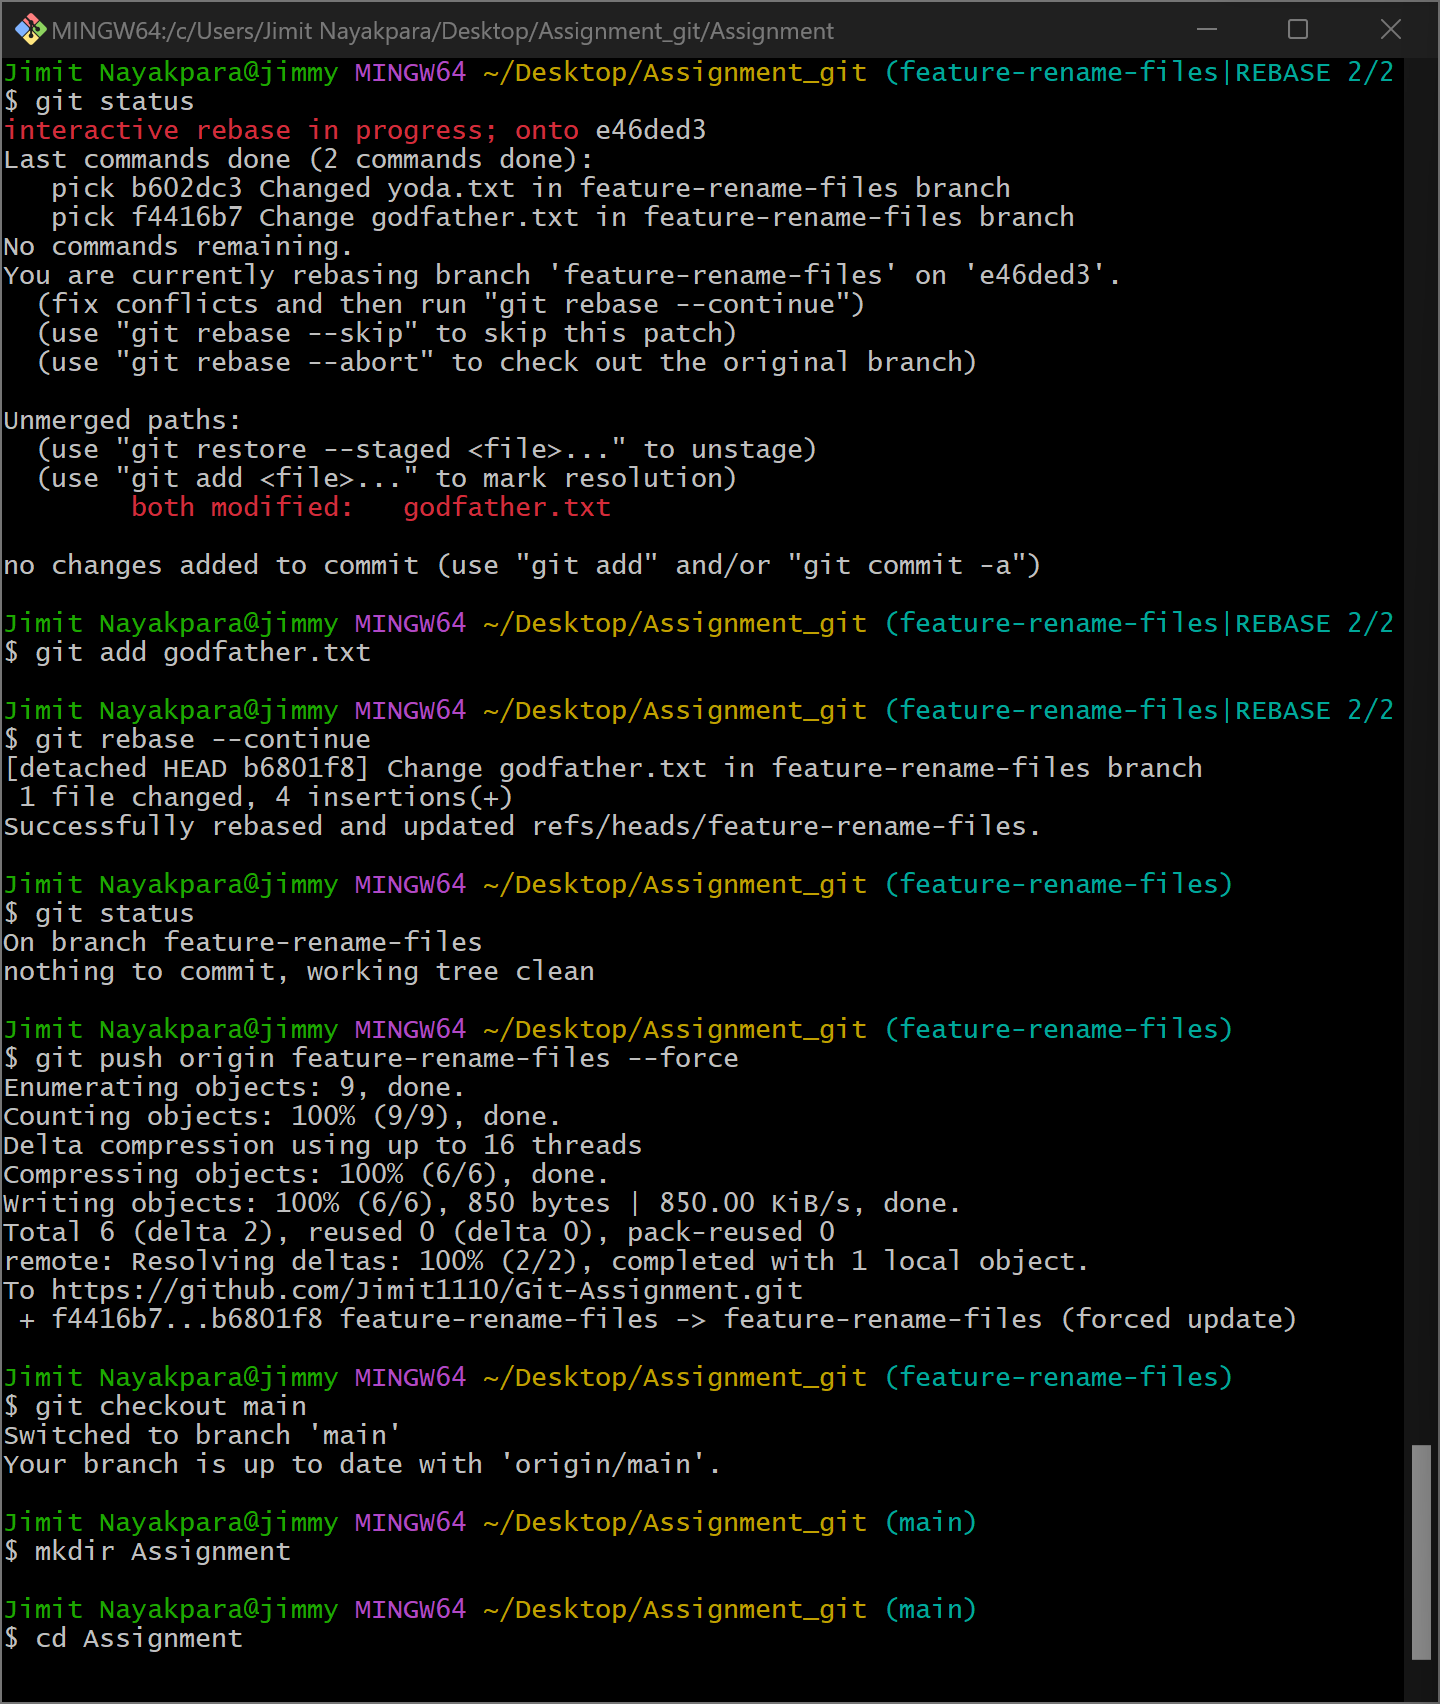 MINGW64:/c/Users/Jimit Nayakpara/Desktop/Assignment_git/Assignment
Jimit Nayakpara@jimmy MINGW64 ~/Desktop/Assignment_git (feature-rename-files|REBASE 2/2
$ git status
interactive rebase in progress; onto e46ded3
Last commands done (2 commands done):
   pick b602dc3 Changed yoda.txt in feature-rename-files branch
   pick f4416b7 Change godfather.txt in feature-rename-files branch
No commands remaining.
You are currently rebasing branch 'feature-rename-files' on 'e46ded3'.
  (fix conflicts and then run "git rebase --continue")
  (use "git rebase --skip" to skip this patch)
  (use "git rebase --abort" to check out the original branch)

Unmerged paths:
  (use "git restore --staged <file>..." to unstage)
  (use "git add <file>..." to mark resolution)
        both modified:   godfather.txt

no changes added to commit (use "git add" and/or "git commit -a")

Jimit Nayakpara@jimmy MINGW64 ~/Desktop/Assignment_git (feature-rename-files|REBASE 2/2
$ git add godfather.txt

Jimit Nayakpara@jimmy MINGW64 ~/Desktop/Assignment_git (feature-rename-files|REBASE 2/2
$ git rebase --continue
[detached HEAD b6801f8] Change godfather.txt in feature-rename-files branch
 1 file changed, 4 insertions(+)
Successfully rebased and updated refs/heads/feature-rename-files.

Jimit Nayakpara@jimmy MINGW64 ~/Desktop/Assignment_git (feature-rename-files)
$ git status
On branch feature-rename-files
nothing to commit, working tree clean

Jimit Nayakpara@jimmy MINGW64 ~/Desktop/Assignment_git (feature-rename-files)
$ git push origin feature-rename-files --force
Enumerating objects: 9, done.
Counting objects: 100% (9/9), done.
Delta compression using up to 16 threads
Compressing objects: 100% (6/6), done.
Writing objects: 100% (6/6), 850 bytes | 850.00 KiB/s, done.
Total 6 (delta 2), reused 0 (delta 0), pack-reused 0
remote: Resolving deltas: 100% (2/2), completed with 1 local object.
To https://github.com/Jimit1110/Git-Assignment.git
 + f4416b7...b6801f8 feature-rename-files -> feature-rename-files (forced update)

Jimit Nayakpara@jimmy MINGW64 ~/Desktop/Assignment_git (feature-rename-files)
$ git checkout main
Switched to branch 'main'
Your branch is up to date with 'origin/main'.

Jimit Nayakpara@jimmy MINGW64 ~/Desktop/Assignment_git (main)
$ mkdir Assignment

Jimit Nayakpara@jimmy MINGW64 ~/Desktop/Assignment_git (main)
$ cd Assignment